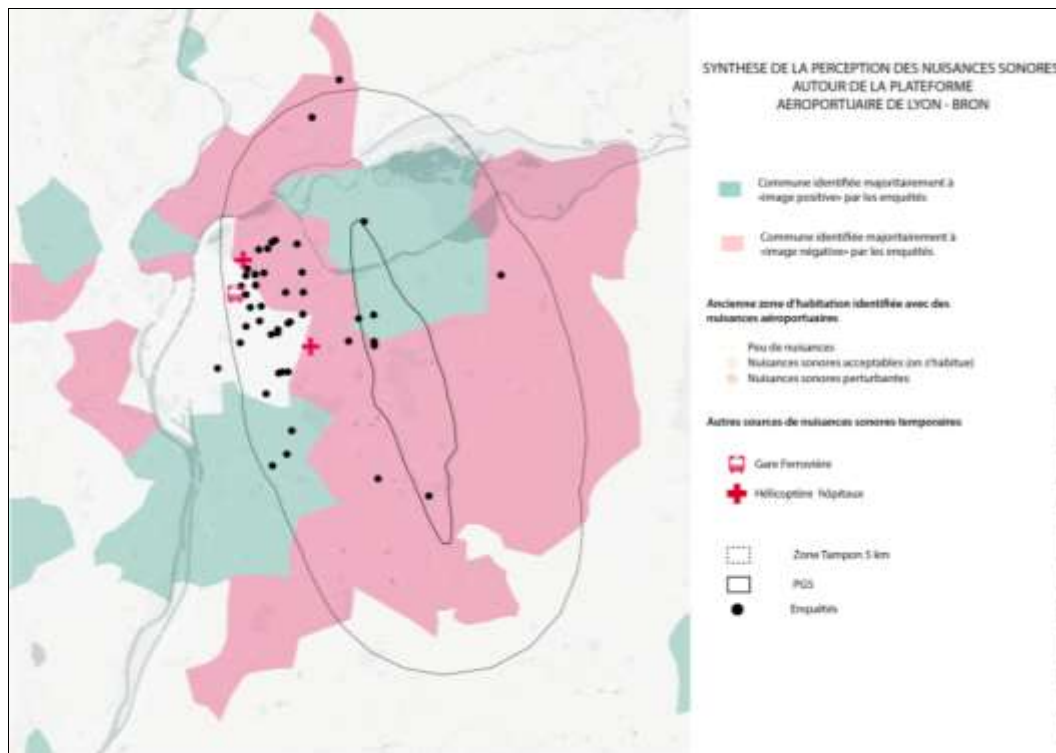 SYNTHESE DE LA PERCEPTION DES NUISANCES SONORES
AUTOUR DE LA PLATEFORME
AEROPORTUAIRE DE LYON - BRON
Commune identifiée majoritairement à
«image positive» par les enquêtés
Commune identifiée majoritairement à
«image négative» par les enquêtés
Ancienne zone d'habitation identifiée avec des
nuisances aéroportuaires
Peu de nuisances
Nuisances sonores acceptables (on s'habitue)
Nuisances sonores perturbantes
Autres sources de nuisances sonores temporaires
Gare Ferrovière
Hélicoptère hôpitaux
Zone Tampon 5 km
PGS
Enquêtés